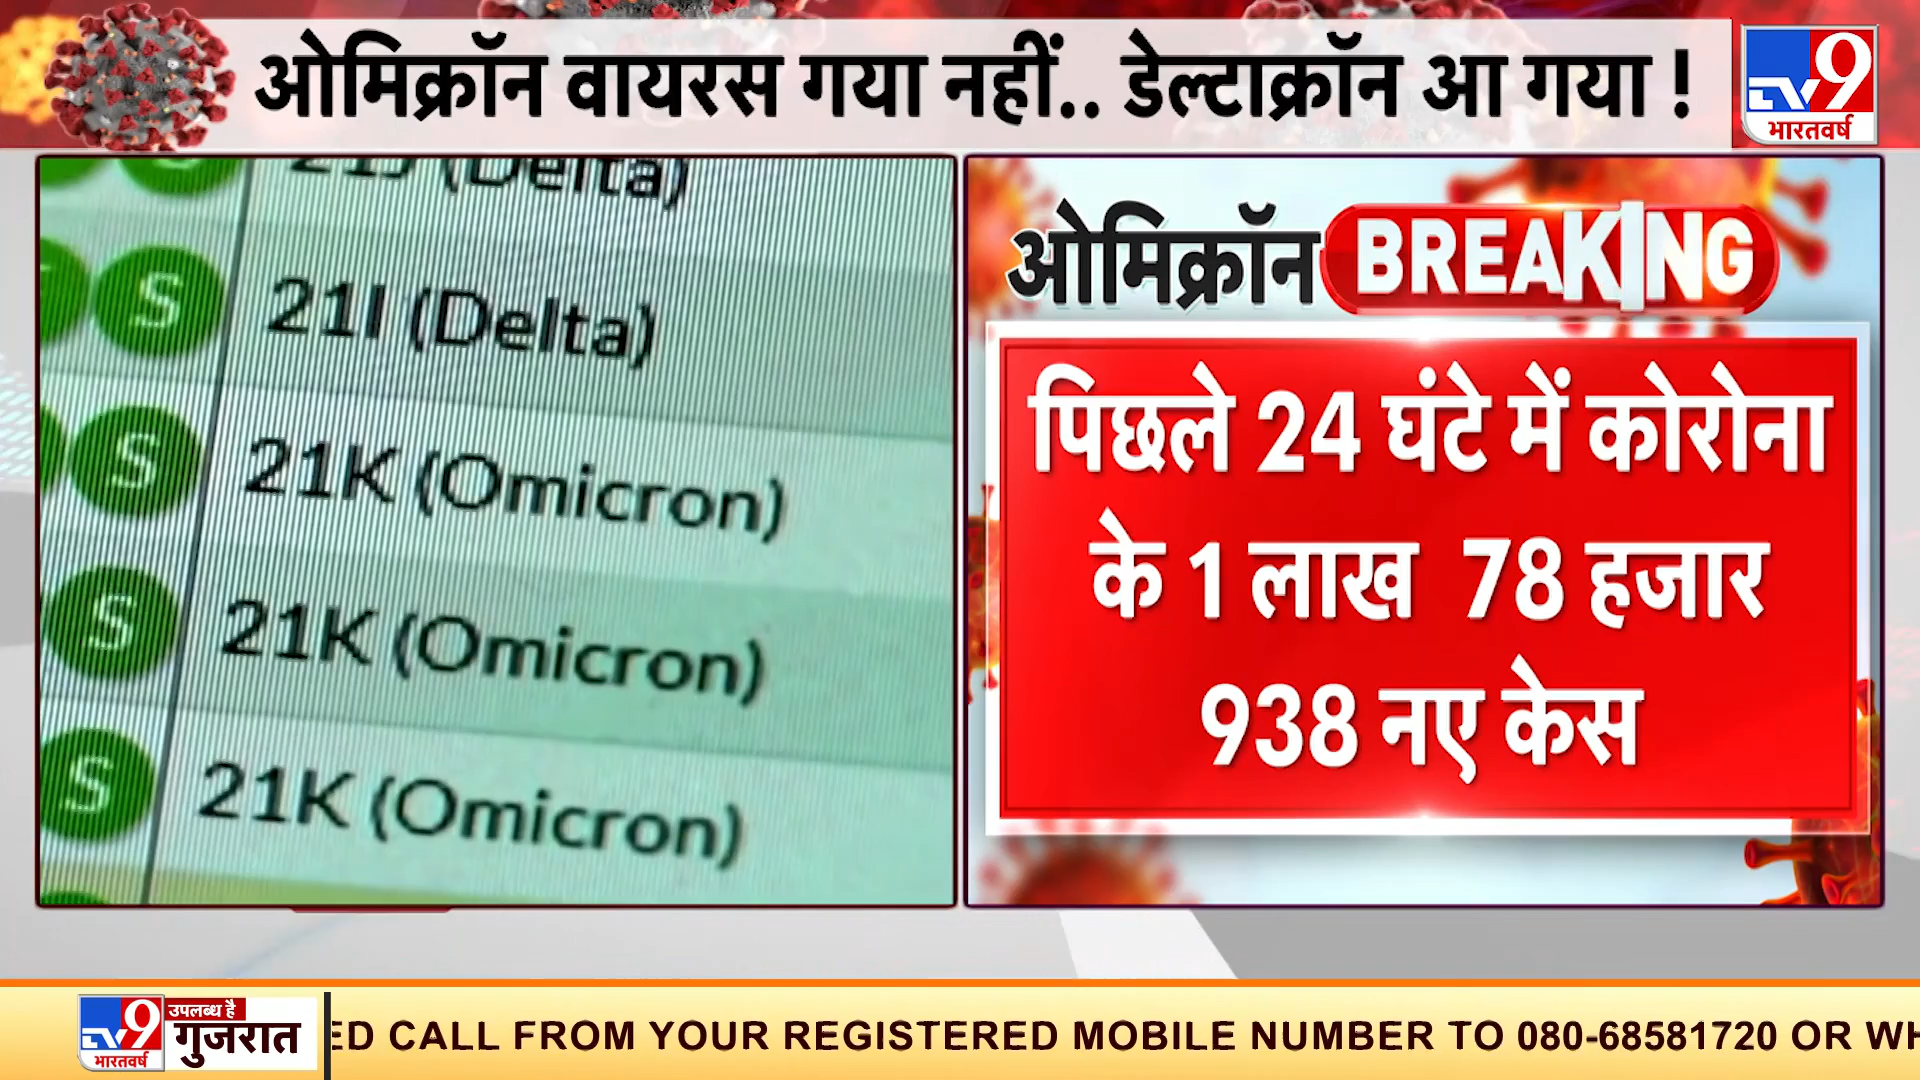 ओमिक्रॉन वायरस गया नहीं.. डेल्टाक्रॉन आ गया !
TV9
भारतवर्ष
21J (Delta)
S 21I (Delta)
S 21K (Omicron)
S 21K (Omicron)
S 21K (Omicron)
ओमिक्रॉन BREAKING
पिछले 24 घंटे में कोरोना
के 1 लाख 78 हजार
938 नए केस
TV9
भारतवर्ष
उपलब्ध है
गुजरात
ED CALL FROM YOUR REGISTERED MOBILE NUMBER TO 080-68581720 OR WH